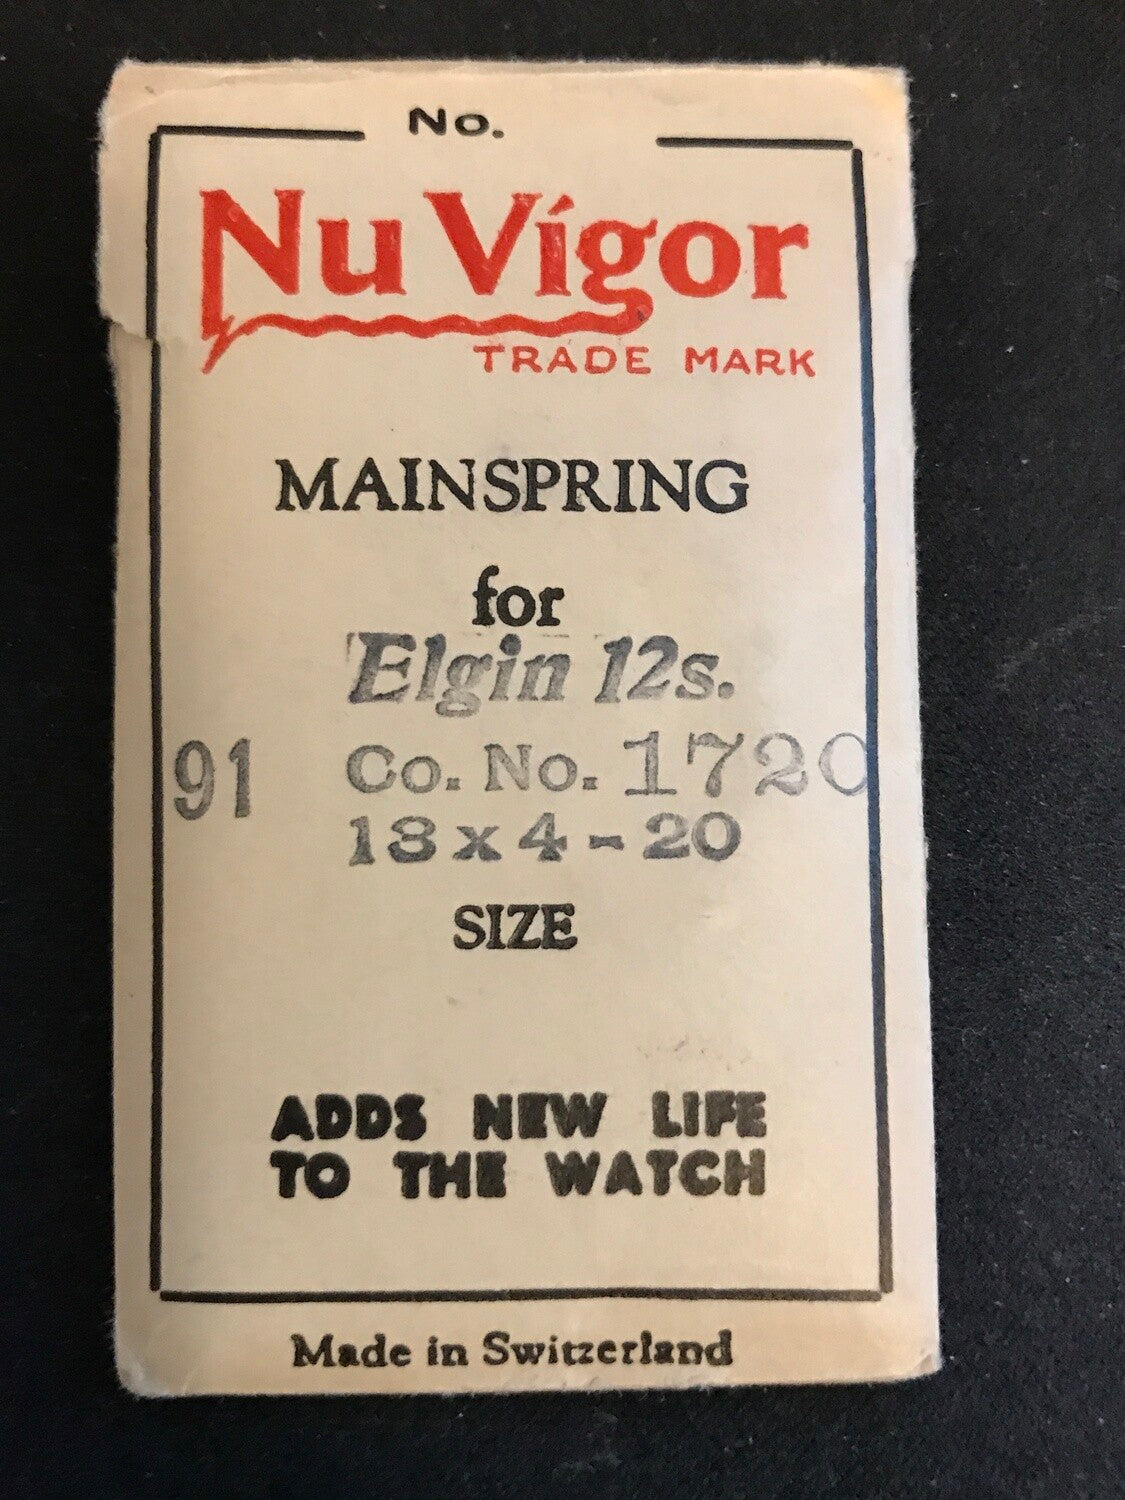 No.
Nu Vigor
TRADE MARK
MAINSPRING
for
Elgin 12s.
91 Co. No. 1720
13 x 4 - 20
SIZE
ADDS NEW LIFE
TO THE WATCH
Made in Switzerland